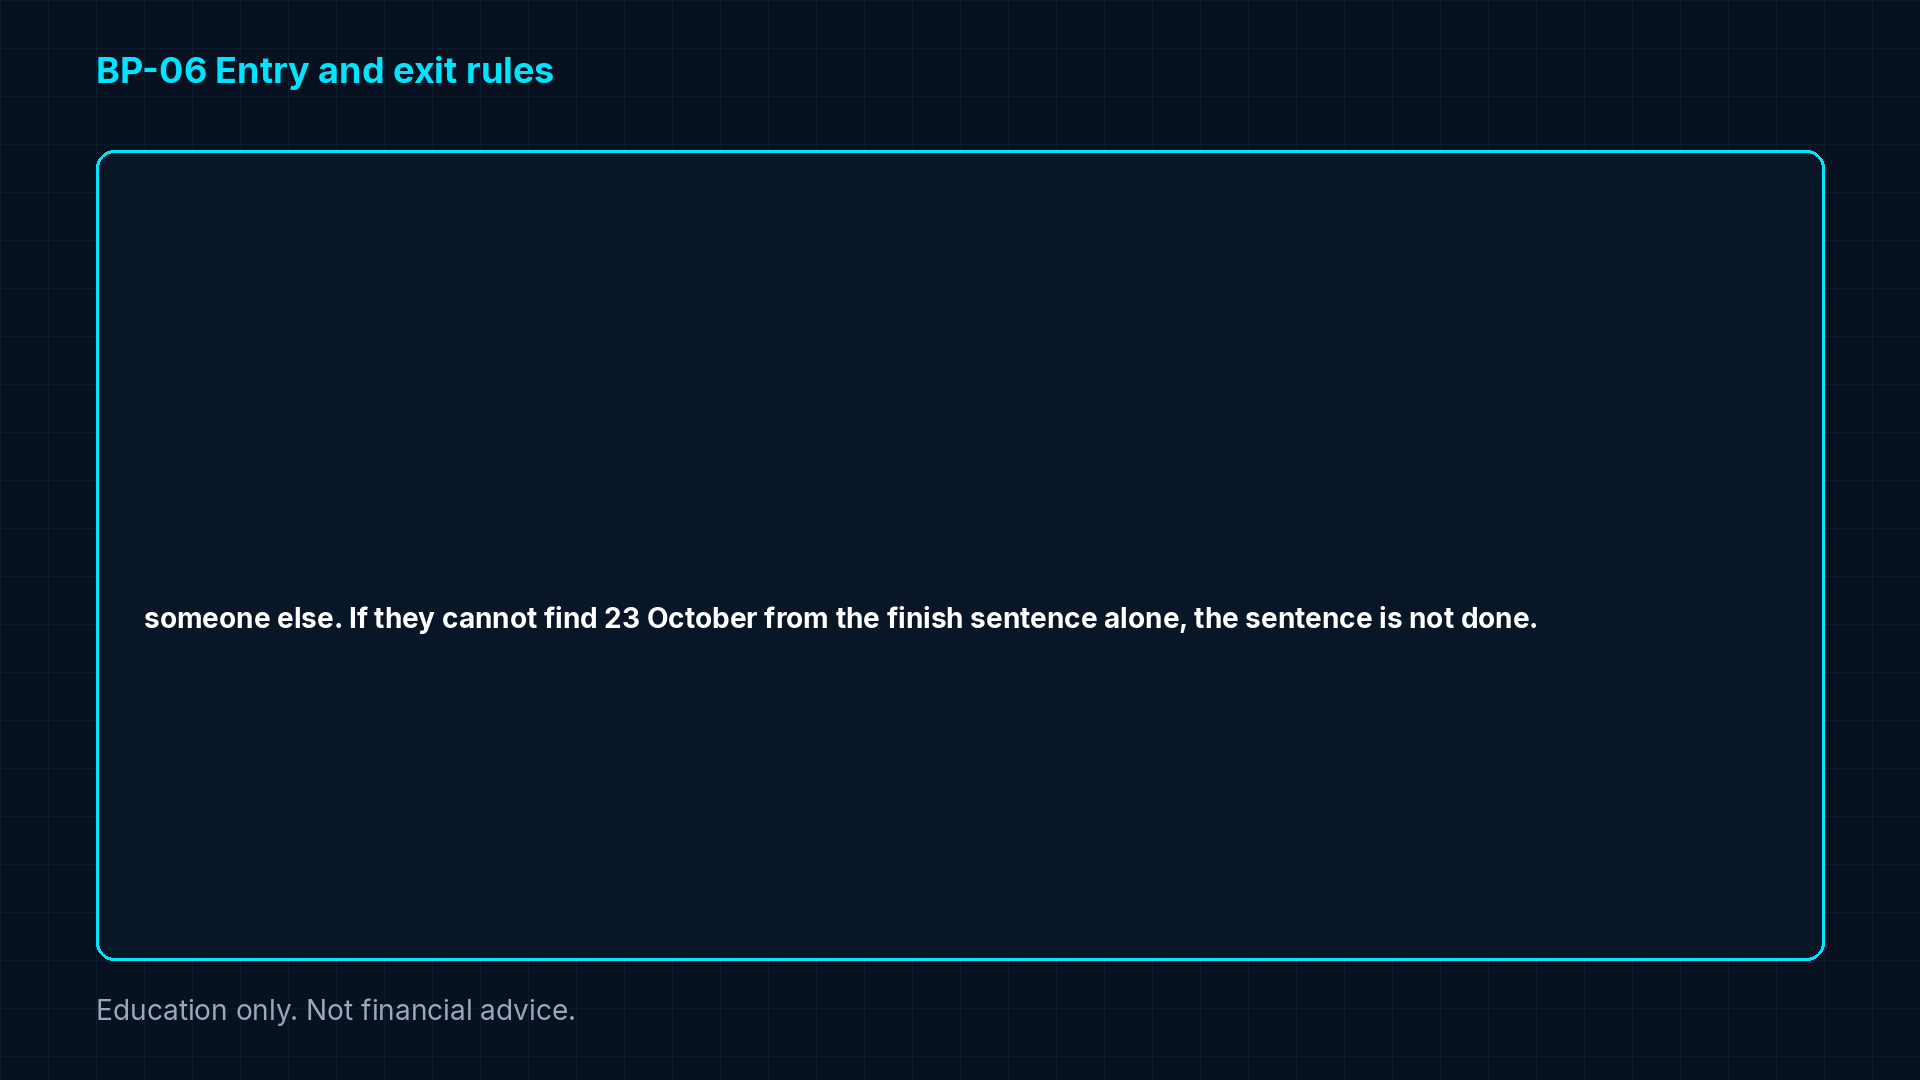 BP-06 Entry and exit rules
someone else. If they cannot find 23 October from the finish sentence alone, the sentence is not done.
Education only. Not financial advice.